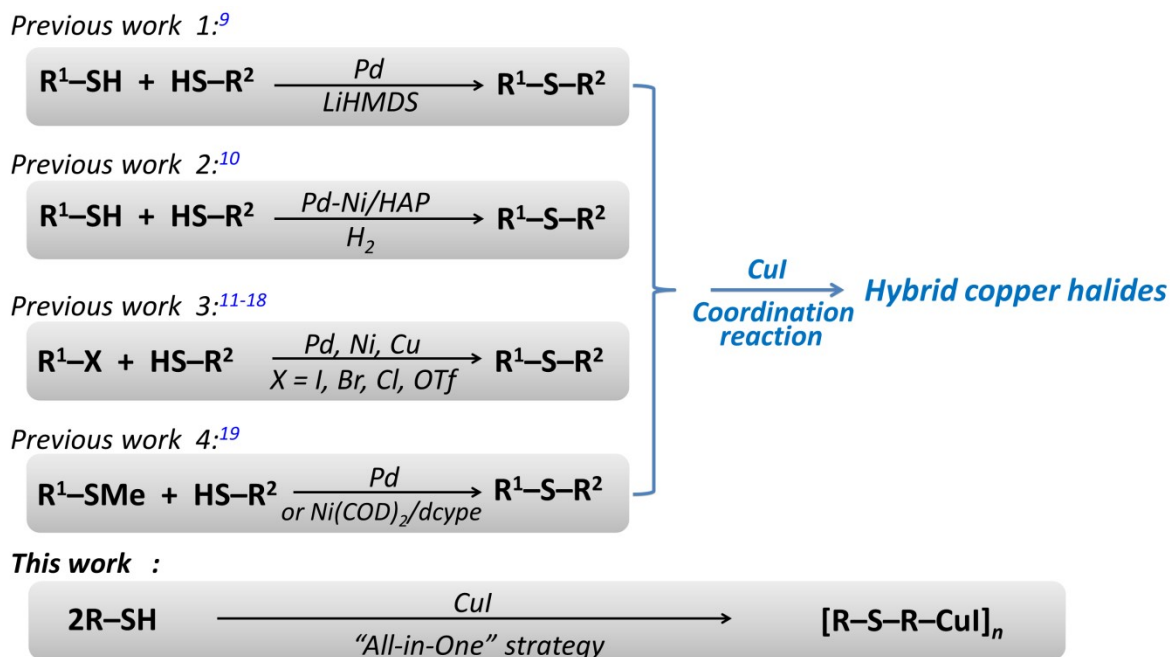 Previous work 1:9
R¹–SH + HS–R² Pd LiHMDS R¹–S–R²
Previous work 2:10
R¹–SH + HS–R² Pd-Ni/HAP H₂ R¹–S–R²
Previous work 3:11-18
R¹–X + HS–R² Pd, Ni, Cu X = I, Br, Cl, OTf R¹–S–R²
Previous work 4:19
R¹–SMe + HS–R² Pd or Ni(COD)₂/dcype R¹–S–R²
CuI
Coordination
reaction
Hybrid copper halides
This work :
2R–SH CuI “All-in-One” strategy [R–S–R–CuI]n